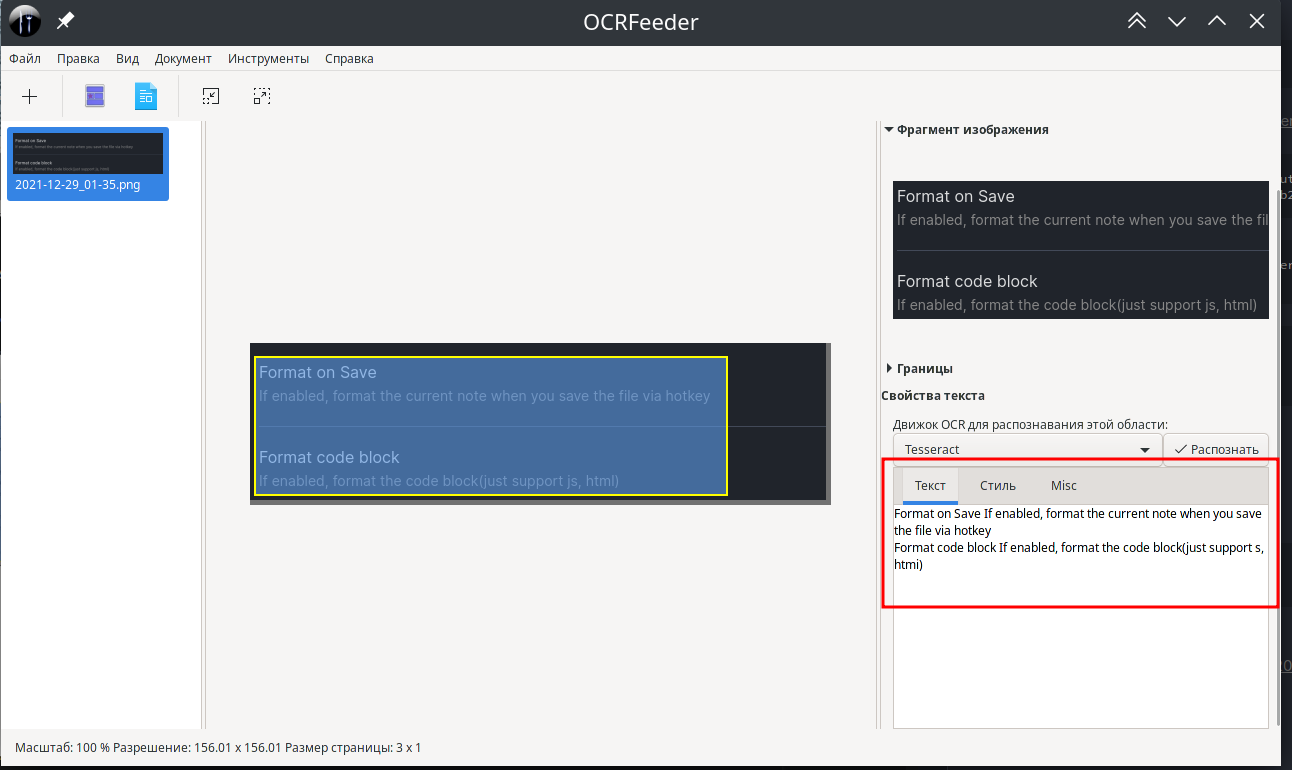 OCRFeeder
Файл Правка Вид Документ Инструменты Справка
Format on Save
If enabled, format the current note when you save the file via hotkey
Format code block
If enabled, format the code block(just support js, html)
2021-12-29_01-35.png
Format on Save
If enabled, format the current note when you save the file via hotkey
Format code block
If enabled, format the code block(just support js, html)
Фрагмент изображения
Format on Save
If enabled, format the current note when you save the fil
Format code block
If enabled, format the code block(just support js, html)
Границы
Свойства текста
Движок OCR для распознавания этой области:
Tesseract Распознать
Текст Стиль Misc
Format on Save If enabled, format the current note when you save
the file via hotkey
Format code block If enabled, format the code block(just support s,
htmi)
Масштаб: 100 % Разрешение: 156.01 x 156.01 Размер страницы: 3 x 1